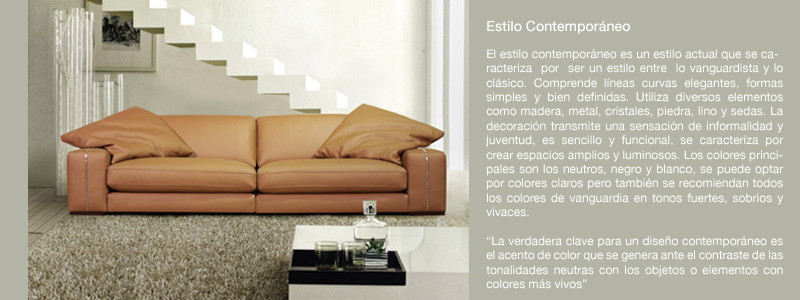 Estilo Contemporáneo
El estilo contemporáneo es un estilo actual que se ca-
racteriza por ser un estilo entre lo vanguardista y lo
clásico. Comprende líneas curvas elegantes, formas
simples y bien definidas. Utiliza diversos elementos
como madera, metal, cristales, piedra, lino y sedas. La
decoración transmite una sensación de informalidad y
juventud, es sencillo y funcional, se caracteriza por
crear espacios amplios y luminosos. Los colores princi-
pales son los neutros, negro y blanco, se puede optar
por colores claros pero también se recomiendan todos
los colores de vanguardia en tonos fuertes, sobrios y
vivaces.
“La verdadera clave para un diseño contemporáneo es
el acento de color que se genera ante el contraste de las
tonalidades neutras con los objetos o elementos con
colores más vivos”